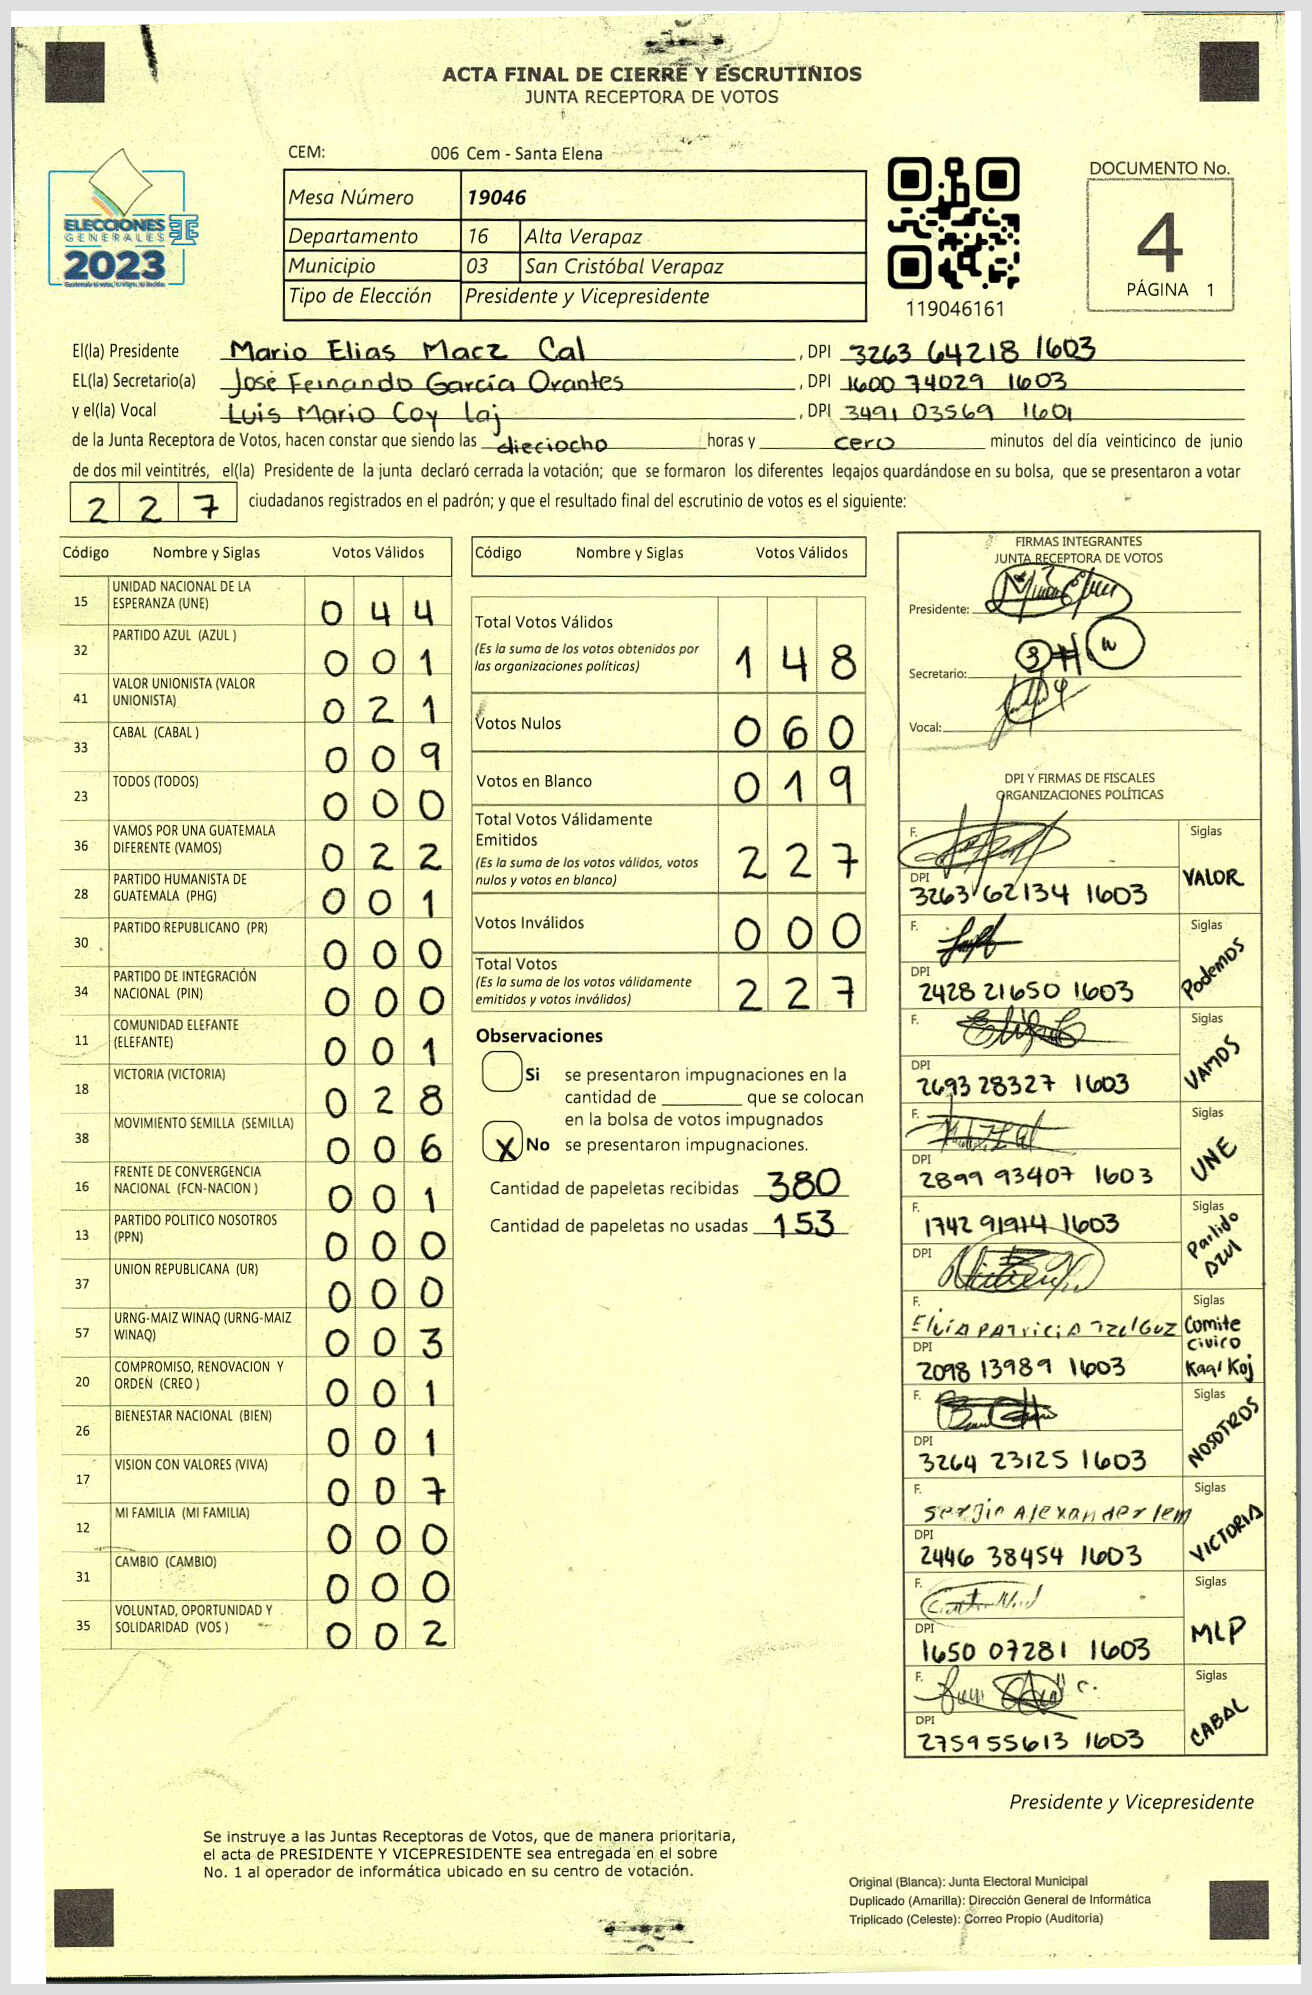 ACTA FINAL DE CIERRE Y ESCRUTINIOS
JUNTA RECEPTORA DE VOTOS
CEM: 006 Cem - Santa Elena
Mesa Número 19046
Departamento 16 Alta Verapaz
Municipio 03 San Cristóbal Verapaz
Tipo de Elección Presidente y Vicepresidente
ELECCIONES
GENERALES
2023
TSE
119046161
DOCUMENTO No.
4
PÁGINA 1
El(la) Presidente Mario Elias Macz Cal , DPI 3263 64218 1603
EL(la) Secretario(a) José Fernando García Orantes , DPI 1600 74029 1603
y el(la) Vocal Luis Mario Coy Laj , DPI 3491 03569 1601
de la Junta Receptora de Votos, hacen constar que siendo las dieciocho horas y cero minutos del día veinticinco de junio
de dos mil veintitrés, el(la) Presidente de la junta declaró cerrada la votación; que se formaron los diferentes legajos guardándose en su bolsa, que se presentaron a votar
2 2 7 ciudadanos registrados en el padrón; y que el resultado final del escrutinio de votos es el siguiente:
Código Nombre y Siglas Votos Válidos
15 UNIDAD NACIONAL DE LA ESPERANZA (UNE) 0 4 4
32 PARTIDO AZUL (AZUL ) 0 0 1
41 VALOR UNIONISTA (VALOR UNIONISTA) 0 2 1
33 CABAL (CABAL ) 0 0 9
23 TODOS (TODOS) 0 0 0
36 VAMOS POR UNA GUATEMALA DIFERENTE (VAMOS) 0 2 2
28 PARTIDO HUMANISTA DE GUATEMALA (PHG) 0 0 1
30 PARTIDO REPUBLICANO (PR) 0 0 0
34 PARTIDO DE INTEGRACIÓN NACIONAL (PIN) 0 0 0
11 COMUNIDAD ELEFANTE (ELEFANTE) 0 0 1
18 VICTORIA (VICTORIA) 0 2 8
38 MOVIMIENTO SEMILLA (SEMILLA) 0 0 6
16 FRENTE DE CONVERGENCIA NACIONAL (FCN-NACION ) 0 0 1
13 PARTIDO POLITICO NOSOTROS (PPN) 0 0 0
37 UNION REPUBLICANA (UR) 0 0 0
57 URNG-MAIZ WINAQ (URNG-MAIZ WINAQ) 0 0 3
20 COMPROMISO, RENOVACION Y ORDEN (CREO ) 0 0 1
26 BIENESTAR NACIONAL (BIEN) 0 0 1
17 VISION CON VALORES (VIVA) 0 0 7
12 MI FAMILIA (MI FAMILIA) 0 0 0
31 CAMBIO (CAMBIO) 0 0 0
35 VOLUNTAD, OPORTUNIDAD Y SOLIDARIDAD (VOS ) 0 0 2
Código Nombre y Siglas Votos Válidos
Total Votos Válidos 1 4 8
(Es la suma de los votos obtenidos por
las organizaciones políticas)
Votos Nulos 0 6 0
Votos en Blanco 0 1 9
Total Votos Válidamente
Emitidos 2 2 7
(Es la suma de los votos válidos, votos
nulos y votos en blanco)
Votos Inválidos 0 0 0
Total Votos 2 2 7
(Es la suma de los votos válidamente
emitidos y votos inválidos)
Observaciones
Si se presentaron impugnaciones en la
cantidad de ________ que se colocan
en la bolsa de votos impugnados
X No se presentaron impugnaciones.
Cantidad de papeletas recibidas 380
Cantidad de papeletas no usadas 153
FIRMAS INTEGRANTES
JUNTA RECEPTORA DE VOTOS
Presidente:
Secretario:
Vocal:
DPI Y FIRMAS DE FISCALES
ORGANIZACIONES POLÍTICAS
F. Siglas
DPI 3263 62134 1603 VALOR
F. Siglas
DPI 2428 21650 1603 Podemos
F. Siglas
DPI 2693 28327 1603 VAMOS
F. Siglas
DPI 2899 93407 1603 UNE
F. 1742 91914 1603 Siglas
DPI Partido Azul
F. Siglas
Comite civico Kaqi Koj
DPI 2098 13989 1603
F. Siglas
DPI 3264 23125 1603 NOSOTROS
F. Sergio Alexander Iem Siglas
DPI 2446 38454 1603 VICTORIA
F. Siglas
DPI 1650 07281 1603 MLP
F. Siglas
DPI 2759 55613 1603 CABAL
Presidente y Vicepresidente
Se instruye a las Juntas Receptoras de Votos, que de manera prioritaria,
el acta de PRESIDENTE Y VICEPRESIDENTE sea entregada en el sobre
No. 1 al operador de informática ubicado en su centro de votación.
Original (Blanca): Junta Electoral Municipal
Duplicado (Amarilla): Dirección General de Informática
Triplicado (Celeste): Correo Propio (Auditoria)